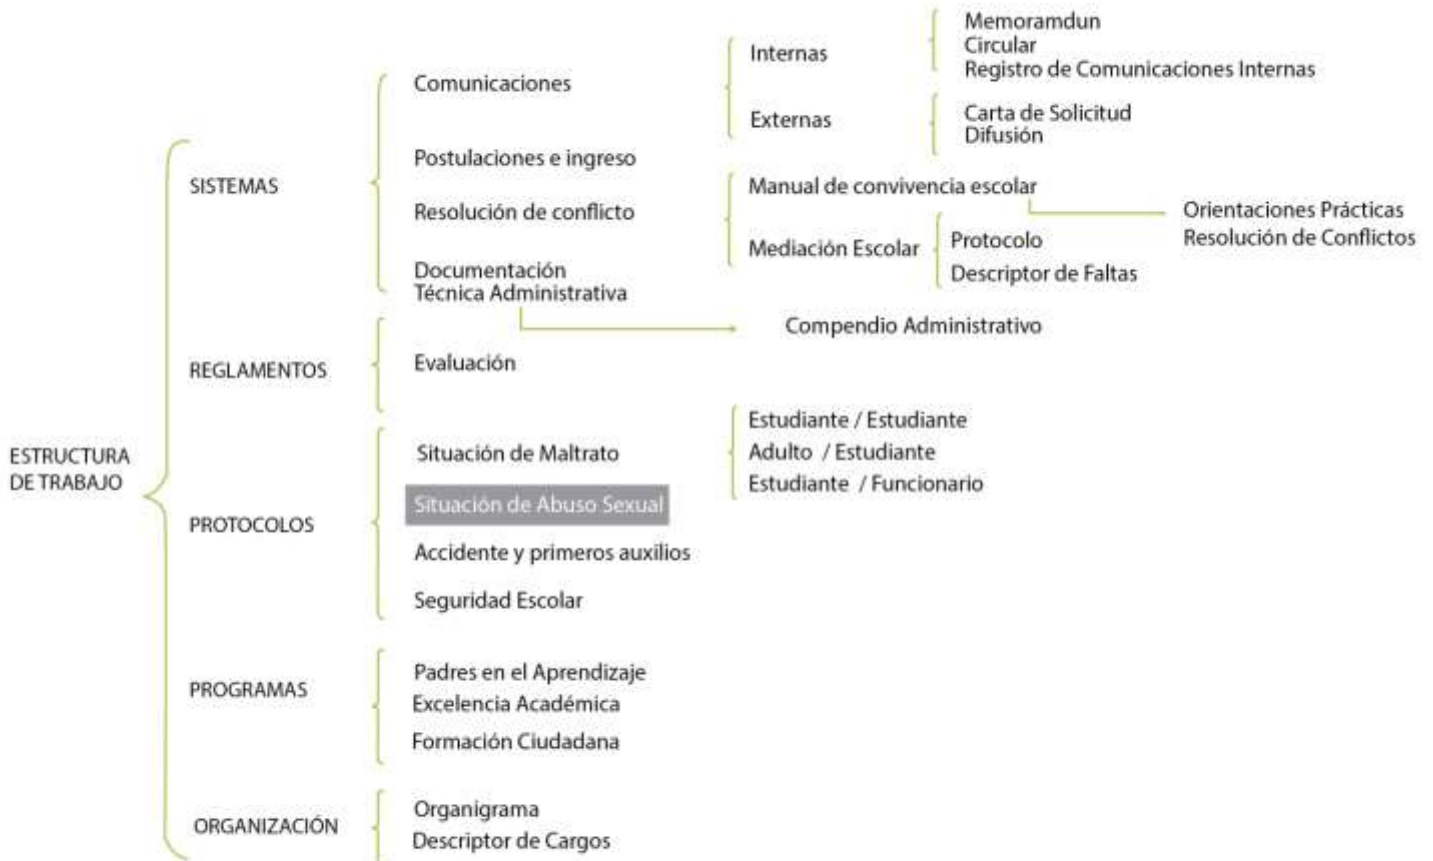 ESTRUCTURA
DE TRABAJO
SISTEMAS
Comunicaciones
Internas
Memoramdun
Circular
Registro de Comunicaciones Internas
Externas
Carta de Solicitud
Difusión
Postulaciones e ingreso
Resolución de conflicto
Manual de convivencia escolar
Orientaciones Prácticas
Resolución de Conflictos
Mediación Escolar
Protocolo
Descriptor de Faltas
Documentación
Técnica Administrativa
Compendio Administrativo
REGLAMENTOS
Evaluación
PROTOCOLOS
Situación de Maltrato
Estudiante / Estudiante
Adulto / Estudiante
Estudiante / Funcionario
Situación de Abuso Sexual
Accidente y primeros auxilios
Seguridad Escolar
PROGRAMAS
Padres en el Aprendizaje
Excelencia Académica
Formación Ciudadana
ORGANIZACIÓN
Organigrama
Descriptor de Cargos